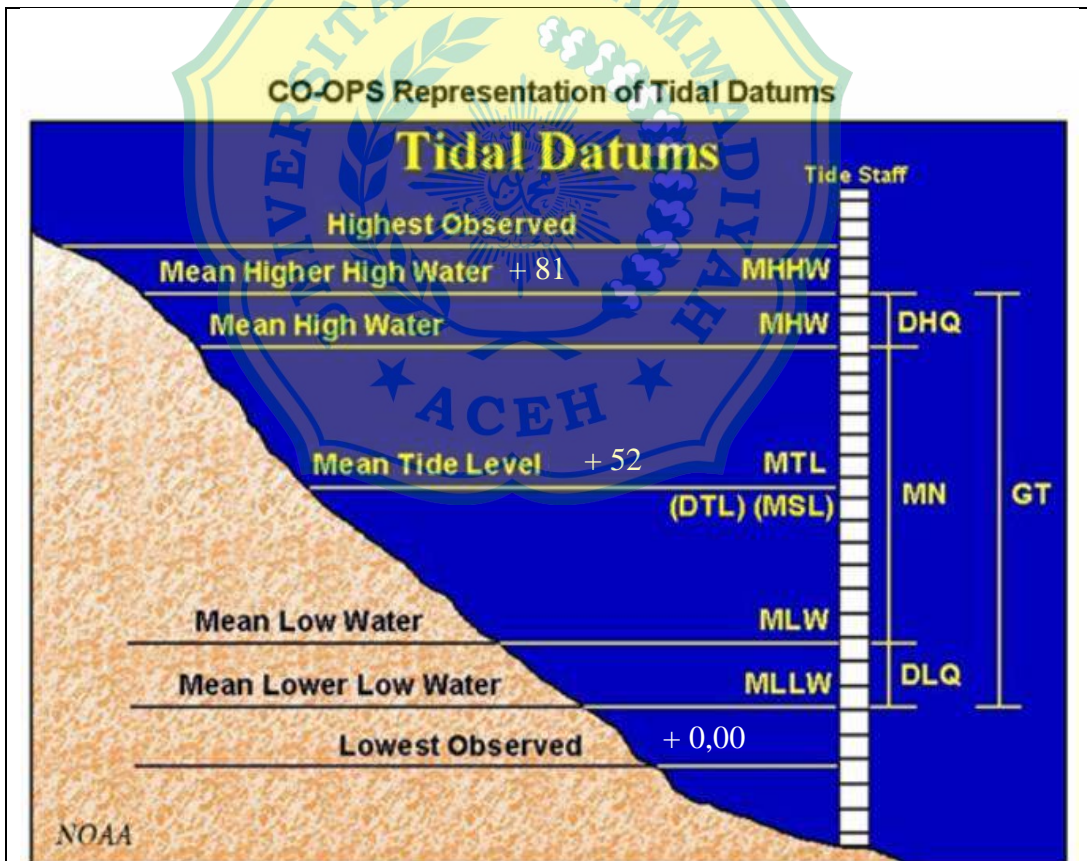 CO-OPS Representation of Tidal Datums
Tidal Datums
Tide Staff
Highest Observed
Mean Higher High Water + 81 MHHW
Mean High Water MHW DHQ
Mean Tide Level + 52 MTL
(DTL) (MSL) MN GT
Mean Low Water MLW
Mean Lower Low Water MLLW DLQ
Lowest Observed + 0,00
NOAA
ACEH